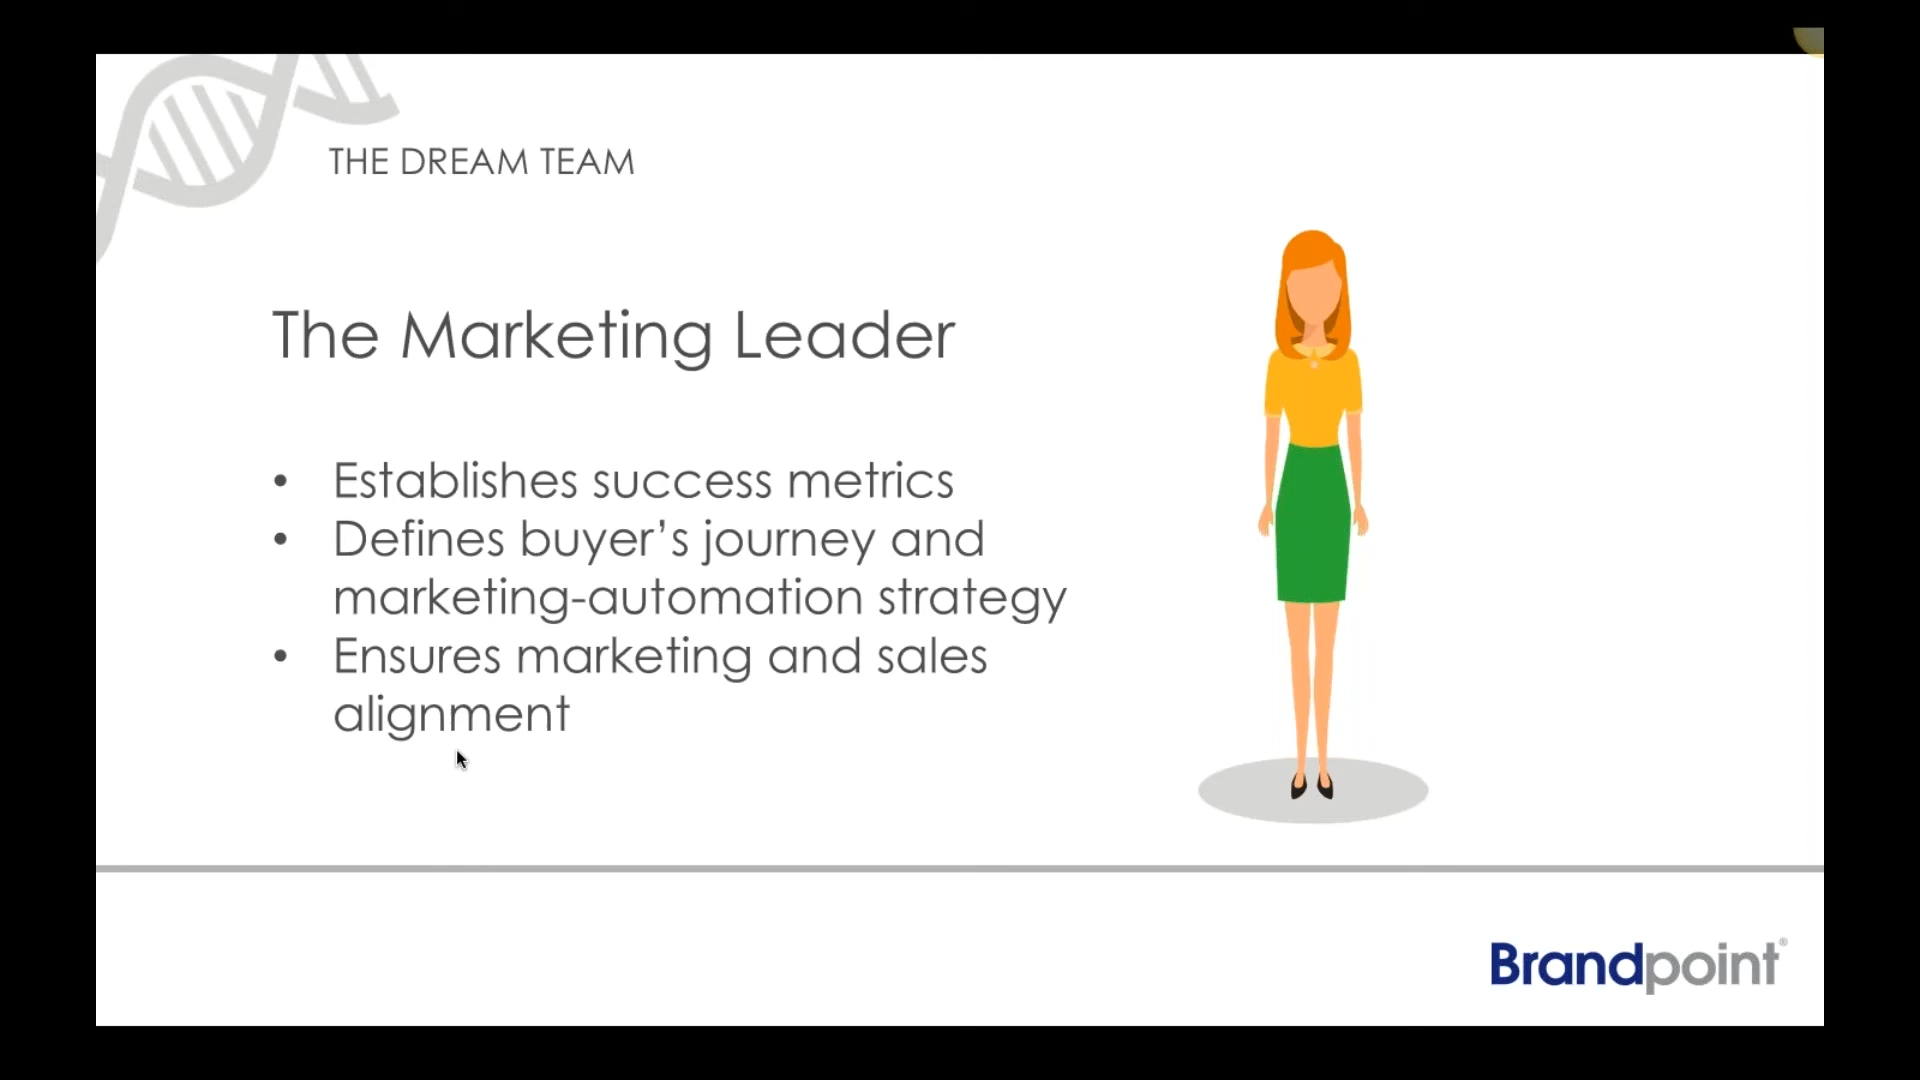 THE DREAM TEAM
The Marketing Leader
• Establishes success metrics
• Defines buyer’s journey and
marketing-automation strategy
• Ensures marketing and sales
alignment
Brandpoint®